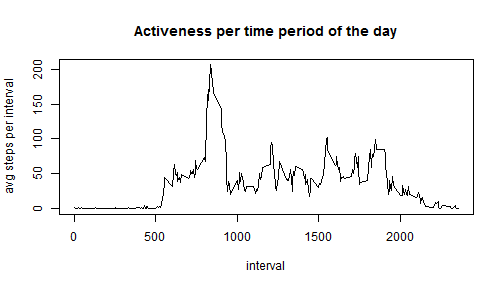 Activeness per time period of the day
avg steps per interval
200
150
100
50
0
0 500 1000 1500 2000
interval